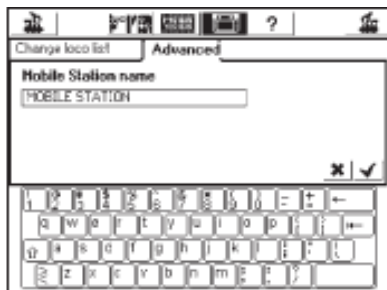 ?
Change loco list Advanced
Mobile Station name
MOBILE STATION
q w e r t y u i o p
a s d f g h j k l
z x c v b n m